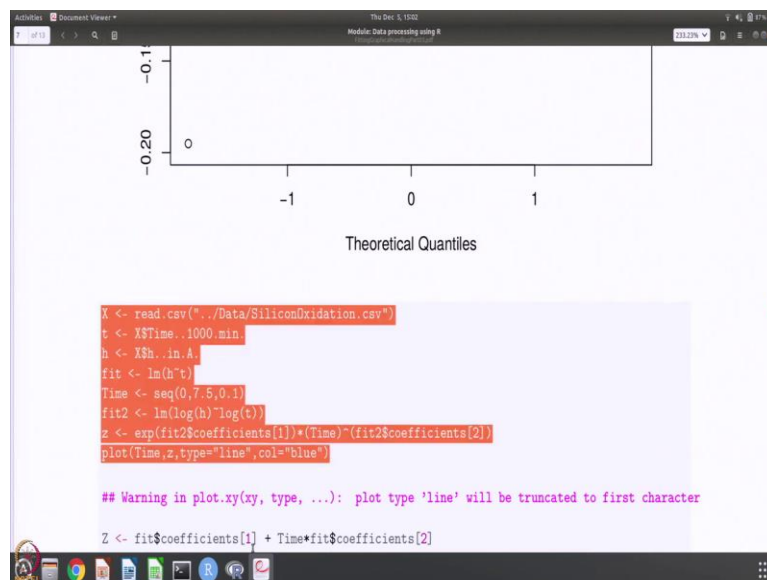 Activities Document Viewer Thu Dec 5, 15:02 87%
Module: Data processing using R
7 of 13 233.23%
-0.15
-0.20
-1 0 1
Theoretical Quantiles
X <- read.csv("../Data/SiliconOxidation.csv")
t <- X$Time..1000.min.
h <- X$h..in.A.
fit <- lm(h~t)
Time <- seq(0,7.5,0.1)
fit2 <- lm(log(h)~log(t))
z <- exp(fit2$coefficients[1])*(Time)^(fit2$coefficients[2])
plot(Time,z,type="line",col="blue")
## Warning in plot.xy(xy, type, ...): plot type 'line' will be truncated to first character
Z <- fit$coefficients[1] + Time*fit$coefficients[2]